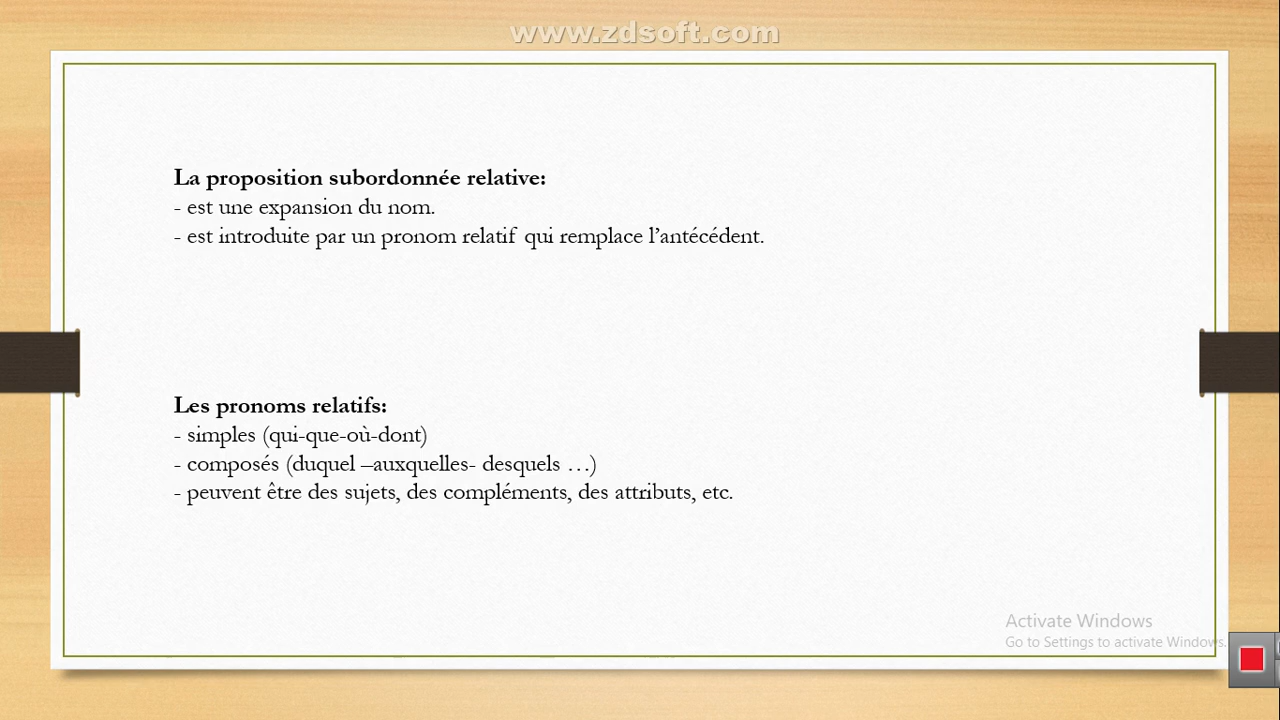 www.zdsoft.com
La proposition subordonnée relative:
- est une expansion du nom.
- est introduite par un pronom relatif qui remplace l’antécédent.
Les pronoms relatifs:
- simples (qui-que-où-dont)
- composés (duquel –auxquelles- desquels …)
- peuvent être des sujets, des compléments, des attributs, etc.
Activate Windows
Go to Settings to activate Windows.